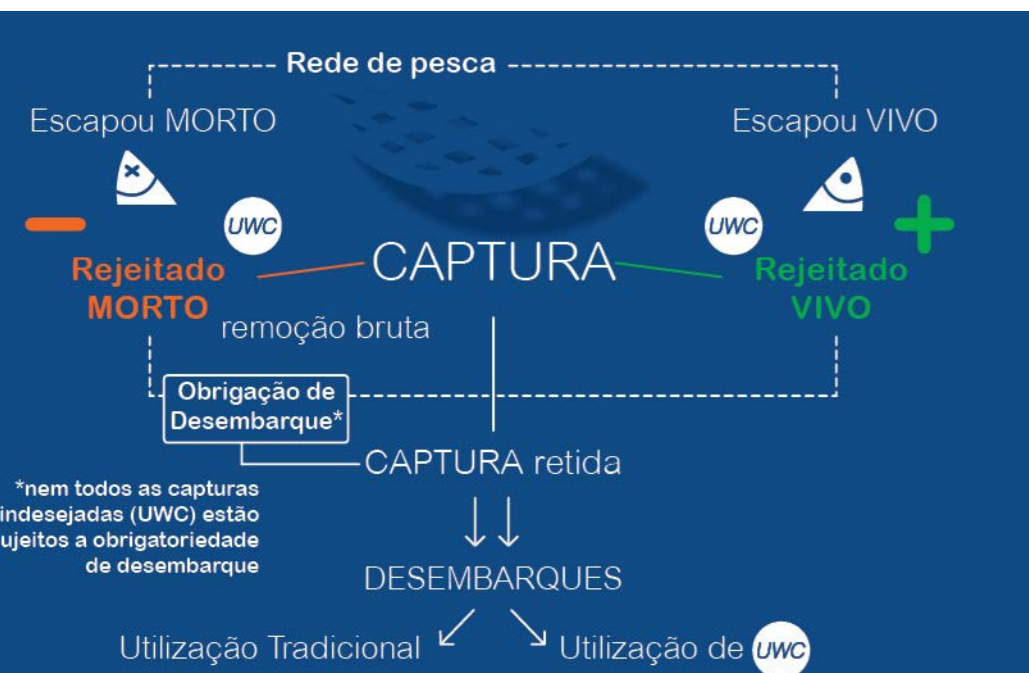 Rede de pesca
Escapou MORTO
Escapou VIVO
UWC
UWC
CAPTURA
Rejeitado
MORTO
Rejeitado
VIVO
remoção bruta
Obrigação de
Desembarque*
CAPTURA retida
*nem todos as capturas
indesejadas (UWC) estão
ujeitos a obrigatoriedade
de desembarque
DESEMBARQUES
Utilização Tradicional
Utilização de UWC